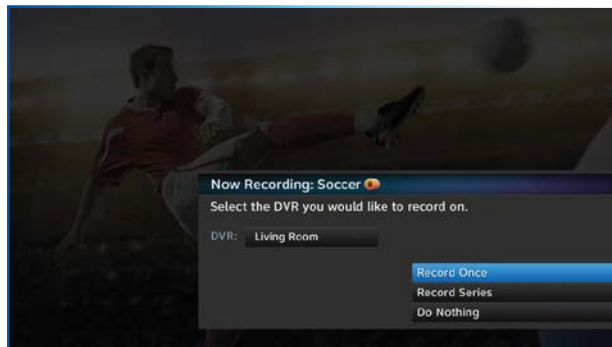 Now Recording: Soccer
Select the DVR you would like to record on.
DVR: Living Room
Record Once
Record Series
Do Nothing